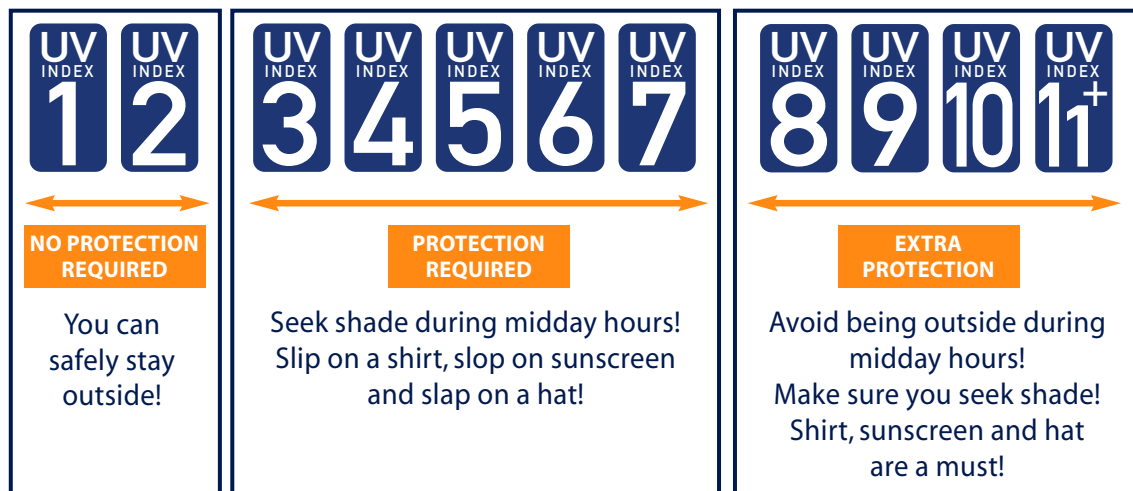 UV
INDEX
1
UV
INDEX
2
NO PROTECTION
REQUIRED
You can
safely stay
outside!
UV
INDEX
3
UV
INDEX
4
UV
INDEX
5
UV
INDEX
6
UV
INDEX
7
PROTECTION
REQUIRED
Seek shade during midday hours!
Slip on a shirt, slop on sunscreen
and slap on a hat!
UV
INDEX
8
UV
INDEX
9
UV
INDEX
10
UV
INDEX
11+
EXTRA
PROTECTION
Avoid being outside during
midday hours!
Make sure you seek shade!
Shirt, sunscreen and hat
are a must!